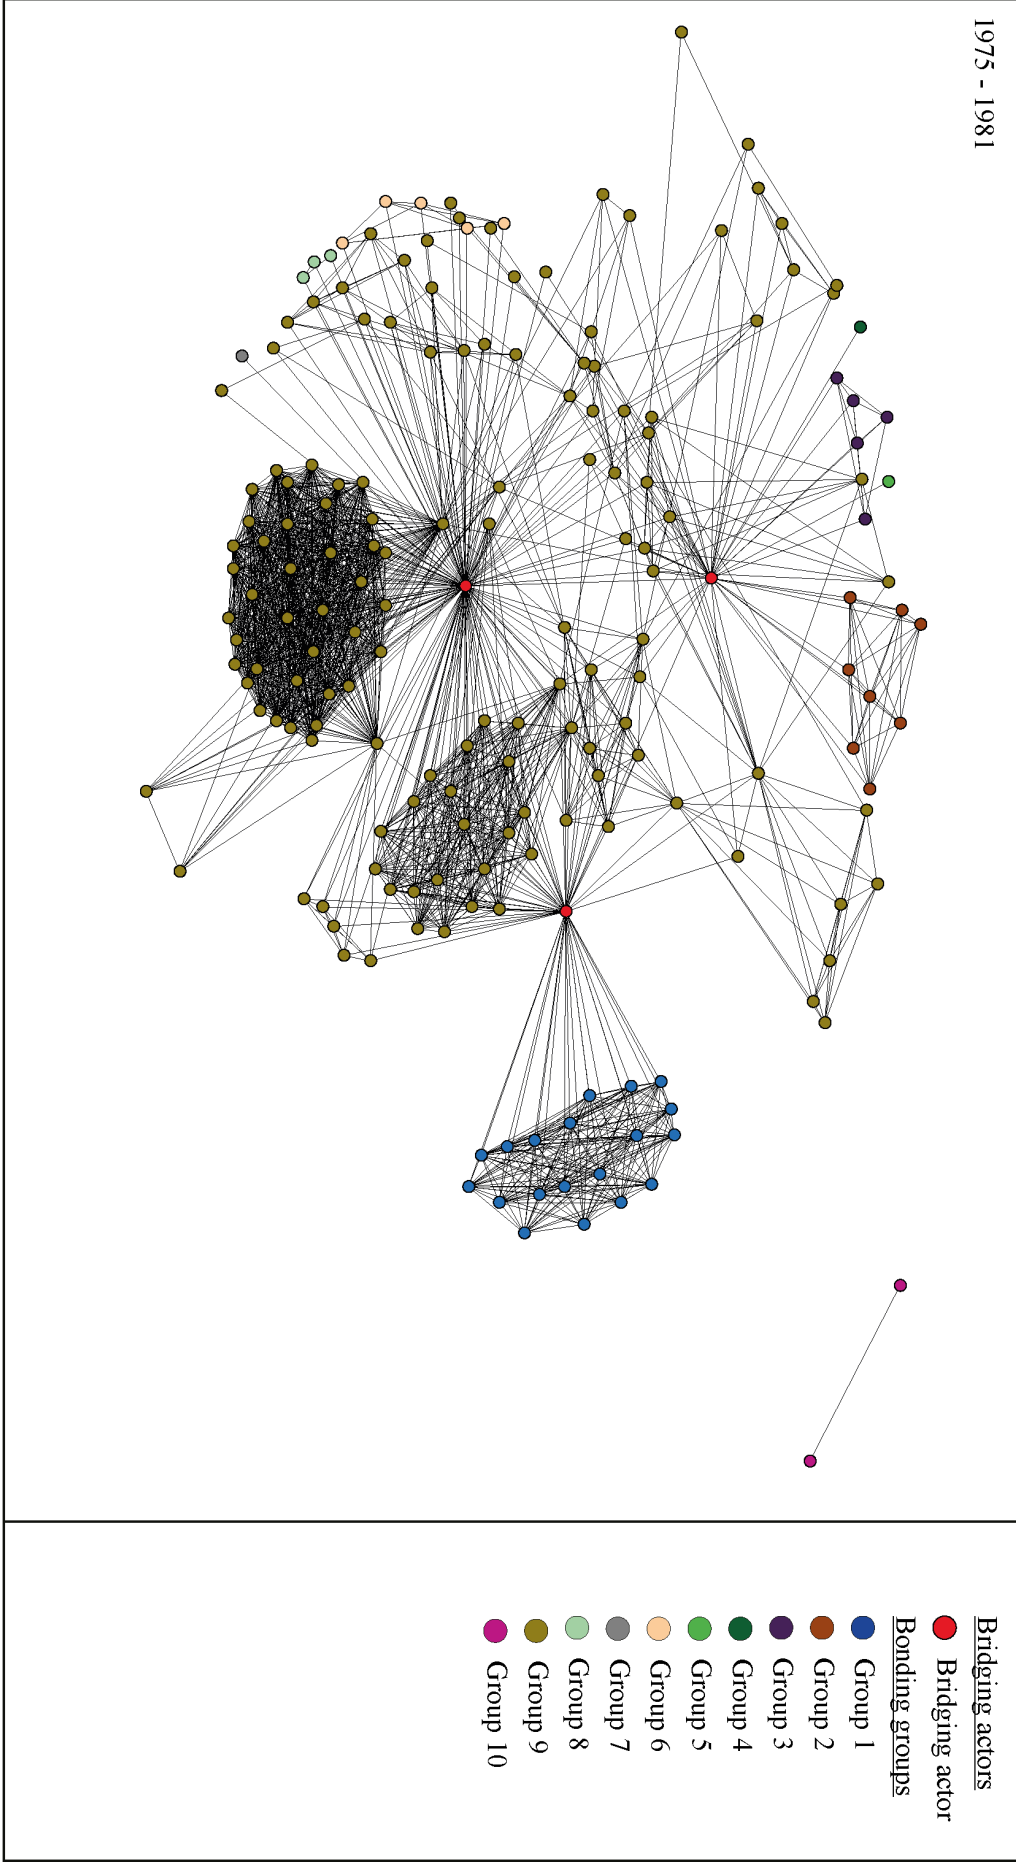 1975 - 1981
Bridging actors
Bridging actor
Bonding groups
Group 1
Group 2
Group 3
Group 4
Group 5
Group 6
Group 7
Group 8
Group 9
Group 10